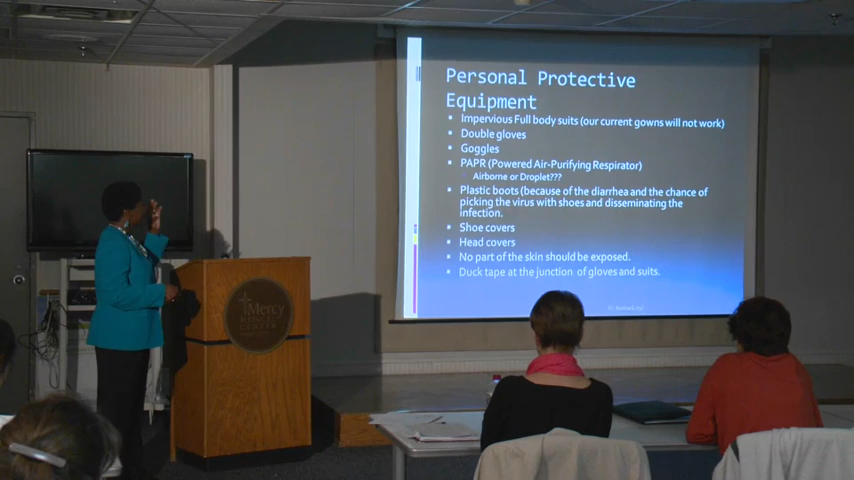 Personal Protective
Equipment
Impervious Full body suits (our current gowns will not work)
Double gloves
Goggles
PAPR (Powered Air-Purifying Respirator)
Airborne or Droplet???
Plastic boots (because of the diarrhea and the chance of
picking the virus with shoes and disseminating the
infection.
Shoe covers
Head covers
No part of the skin should be exposed.
Duck tape at the junction of gloves and suits.
Mercy